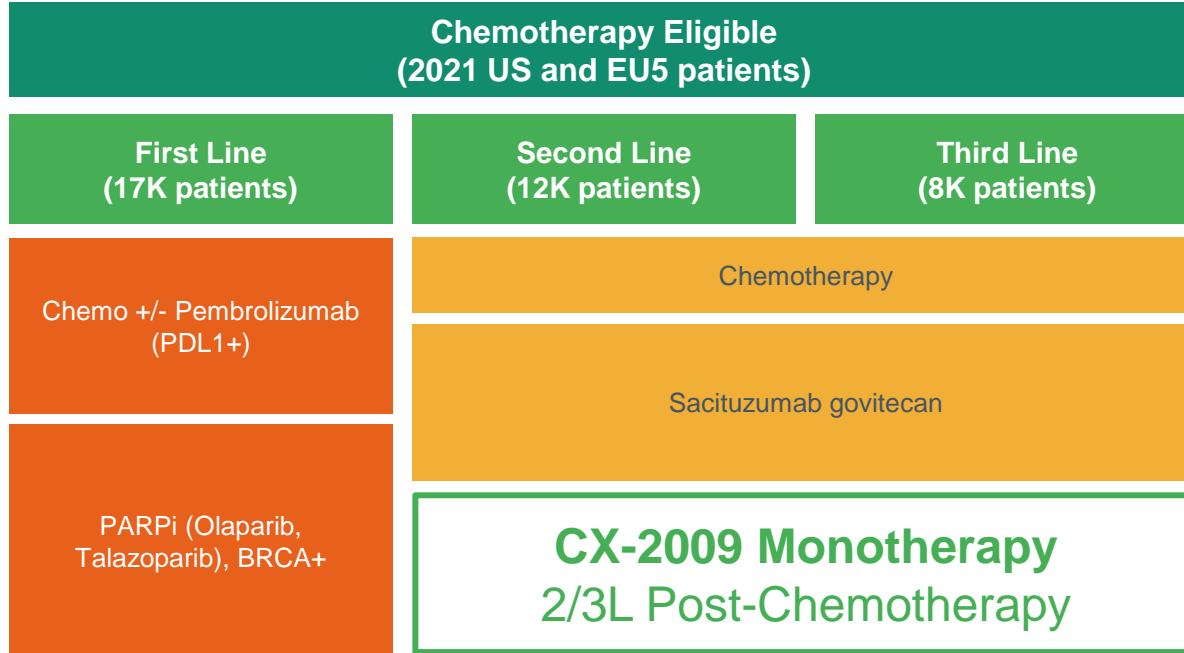 Chemotherapy Eligible
(2021 US and EU5 patients)
First Line
(17K patients)
Second Line
(12K patients)
Third Line
(8K patients)
Chemo +/- Pembrolizumab
(PDL1+)
PARPi (Olaparib,
Talazoparib), BRCA+
Chemotherapy
Sacituzumab govitecan
CX-2009 Monotherapy
2/3L Post-Chemotherapy